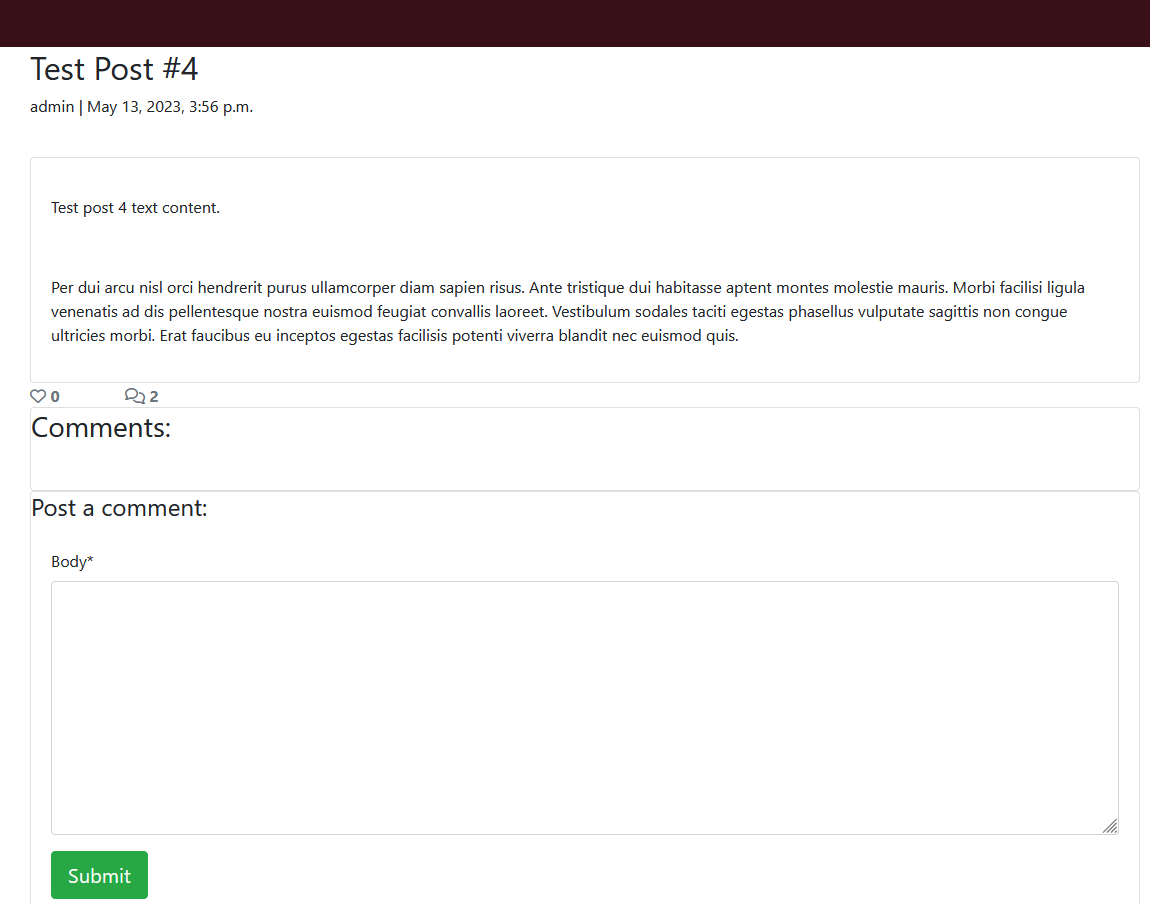 Test Post #4
admin | May 13, 2023, 3:56 p.m.
Test post 4 text content.
Per dui arcu nisl orci hendrerit purus ullamcorper diam sapien risus. Ante tristique dui habitasse aptent montes molestie mauris. Morbi facilisi ligula
venenatis ad dis pellentesque nostra euismod feugiat convallis laoreet. Vestibulum sodales taciti egestas phasellus vulputate sagittis non congue
ultricies morbi. Erat faucibus eu inceptos egestas facilisis potenti viverra blandit nec euismod quis.
0 2
Comments:
Post a comment:
Body*
Submit